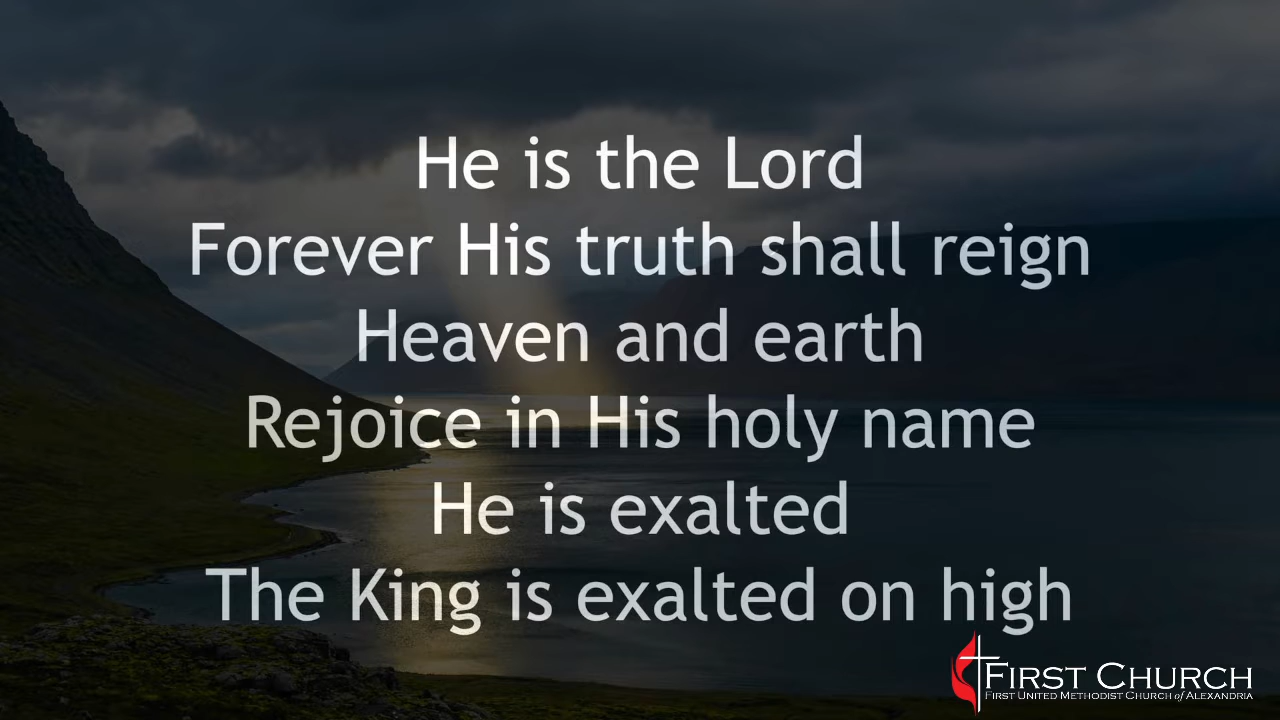 He is the Lord
Forever His truth shall reign
Heaven and earth
Rejoice in His holy name
He is exalted
The King is exalted on high
FIRST CHURCH
FIRST UNITED METHODIST CHURCH of ALEXANDRIA